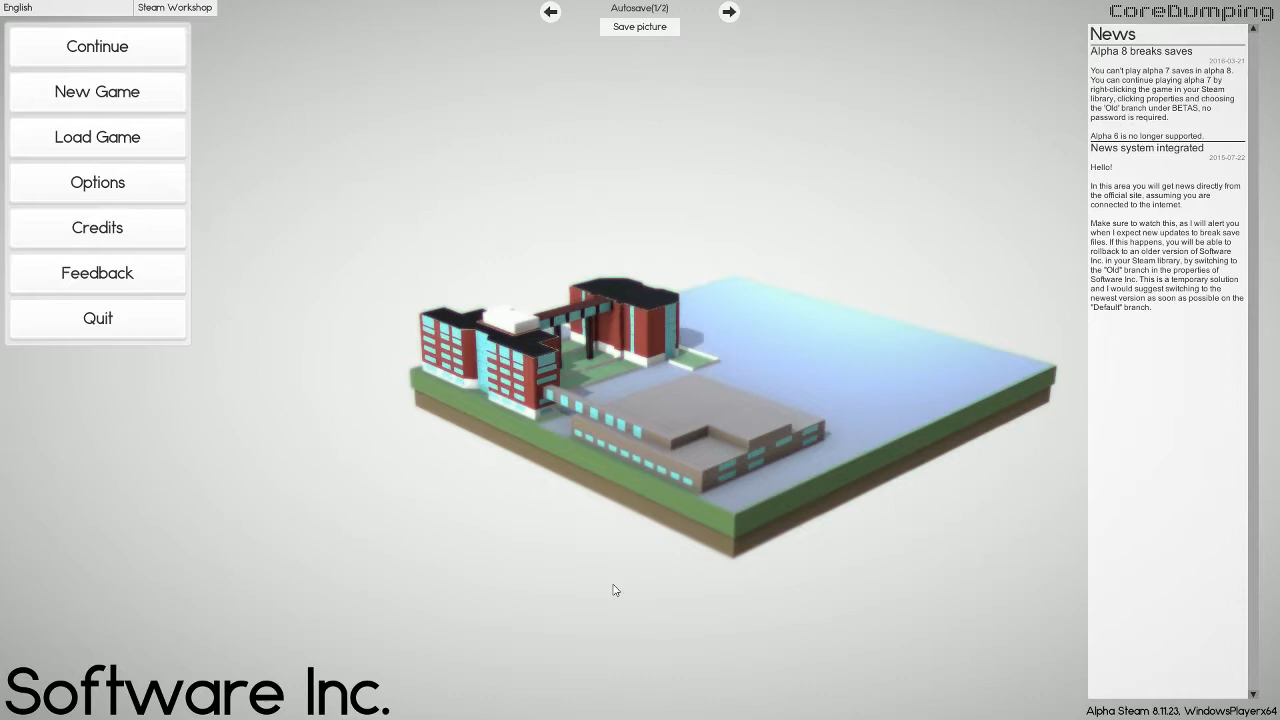 English
Steam Workshop
Autosave(1/2)
Save picture
CoreDumping
Continue
New Game
Load Game
Options
Credits
Feedback
Quit
News
Alpha 8 breaks saves
2016-03-21
You can't play alpha 7 saves in alpha 8.
You can continue playing alpha 7 by
right-clicking the game in your Steam
library, clicking properties and choosing
the 'Old' branch under BETAS, no
password is required.
Alpha 6 is no longer supported.
News system integrated
2015-07-22
Hello!
In this area you will get news directly from
the official site, assuming you are
connected to the internet.
Make sure to watch this, as I will alert you
when I expect new updates to break save
files. If this happens, you will be able to
rollback to an older version of Software
Inc. in your Steam library, by switching to
the "Old" branch in the properties of
Software Inc. This is a temporary solution
and I would suggest switching to the
newest version as soon as possible on the
"Default" branch.
Software Inc.
Alpha Steam 8.11.23, WindowsPlayerx64